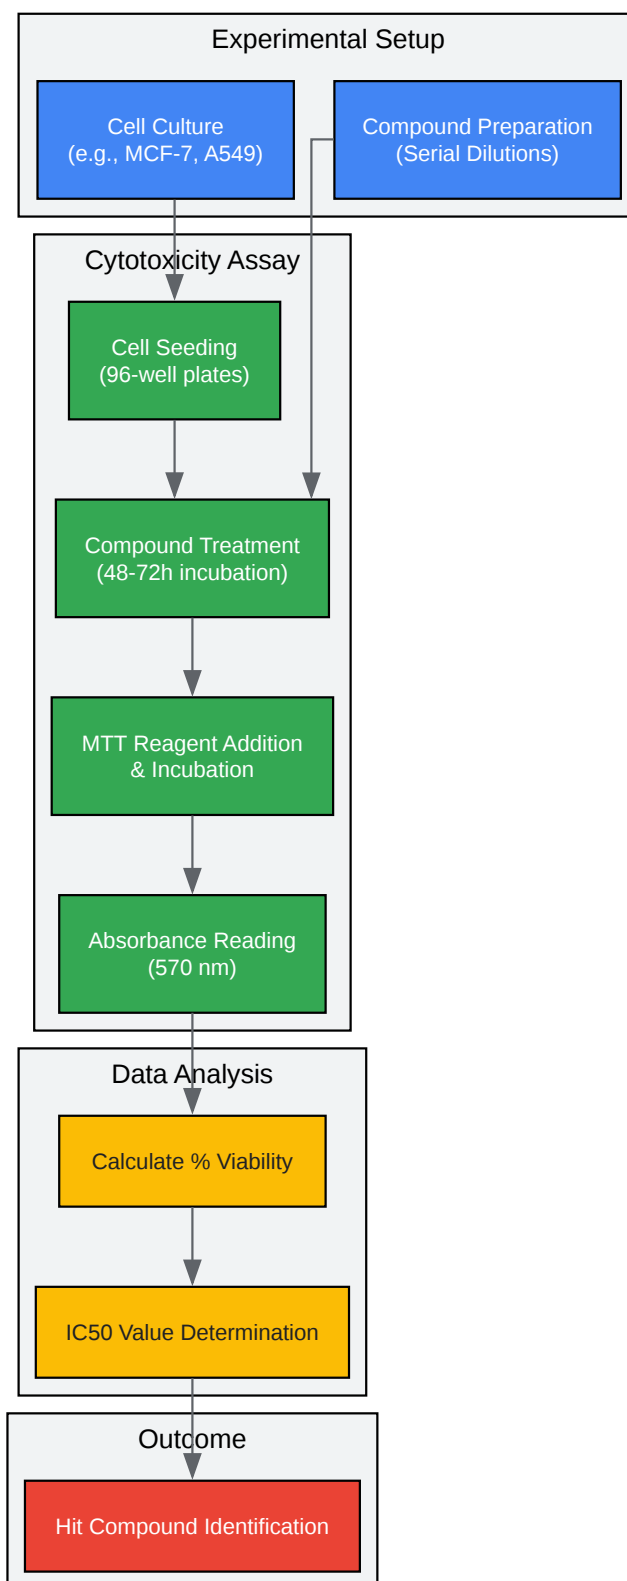 Experimental Setup
Cell Culture
(e.g., MCF-7, A549)
Compound Preparation
(Serial Dilutions)
Cytotoxicity Assay
Cell Seeding
(96-well plates)
Compound Treatment
(48-72h incubation)
MTT Reagent Addition
& Incubation
Absorbance Reading
(570 nm)
Data Analysis
Calculate % Viability
IC50 Value Determination
Outcome
Hit Compound Identification